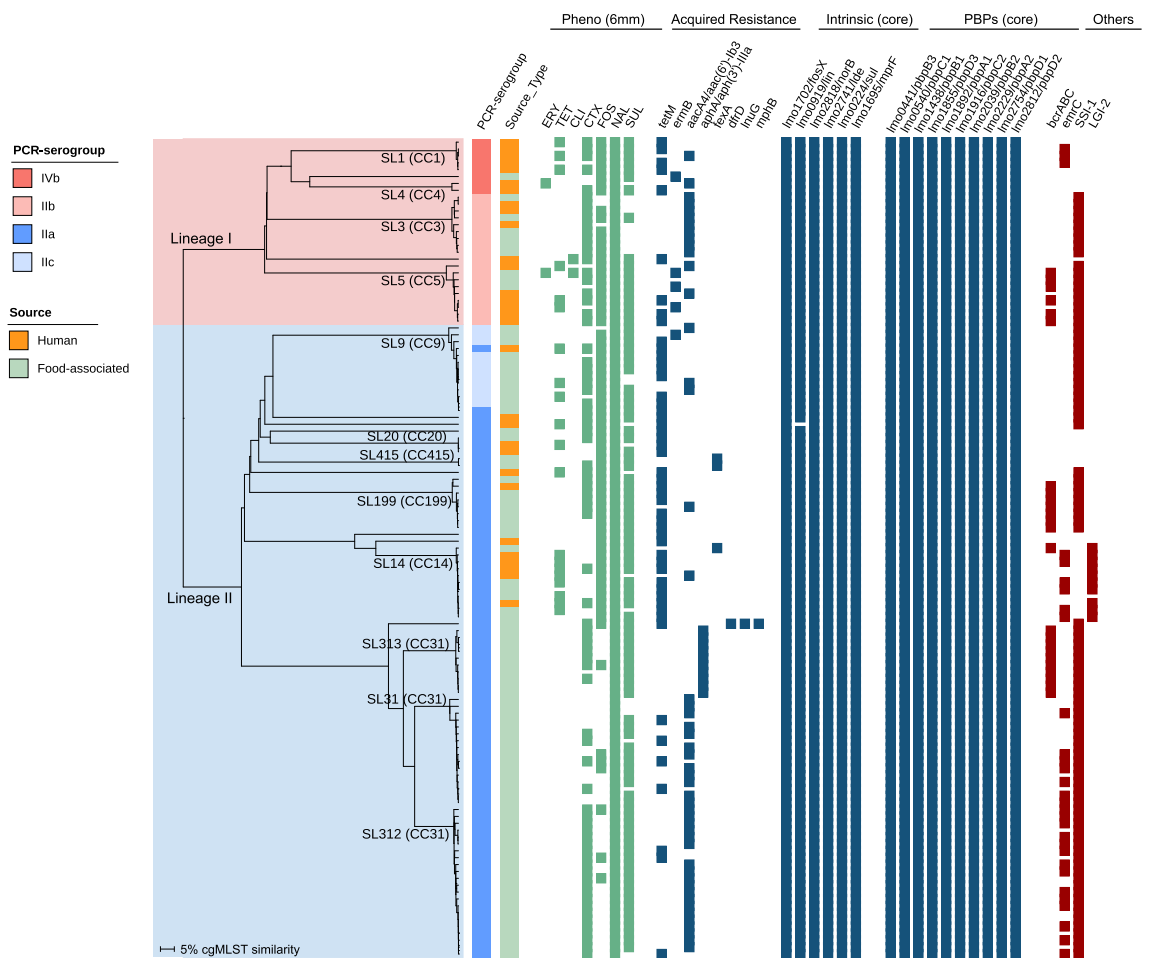 Pheno (6mm)
Acquired Resistance
Intrinsic (core)
PBPs (core)
Others
PCR-serogroup
Source_Type
ERY
TET
CLI
CTX
FOS
NAL
SUL
tetM
ermB
aacA4/aac(6')-Ib3
aphA/aph(3')-IIIa
fexA
dfrD
lnuG
mphB
lmo1702/fosX
lmo0919/lin
lmo2818/norB
lmo2741/lde
lmo0224/sul
lmo1695/mprF
lmo0441/pbpB3
lmo0540/pbpC1
lmo1438/pbpB1
lmo1855/pbpD3
lmo1892/pbpA1
lmo1916/pbpC2
lmo2039/pbpB2
lmo2229/pbpA2
lmo2754/pbpD1
lmo2812/pbpD2
bcrABC
emrC
SSI-1
LGI-2
PCR-serogroup
IVb
IIb
IIa
IIc
Source
Human
Food-associated
SL1 (CC1)
SL4 (CC4)
SL3 (CC3)
Lineage I
SL5 (CC5)
SL9 (CC9)
SL20 (CC20)
SL415 (CC415)
SL199 (CC199)
SL14 (CC14)
Lineage II
SL313 (CC31)
SL31 (CC31)
SL312 (CC31)
5% cgMLST similarity